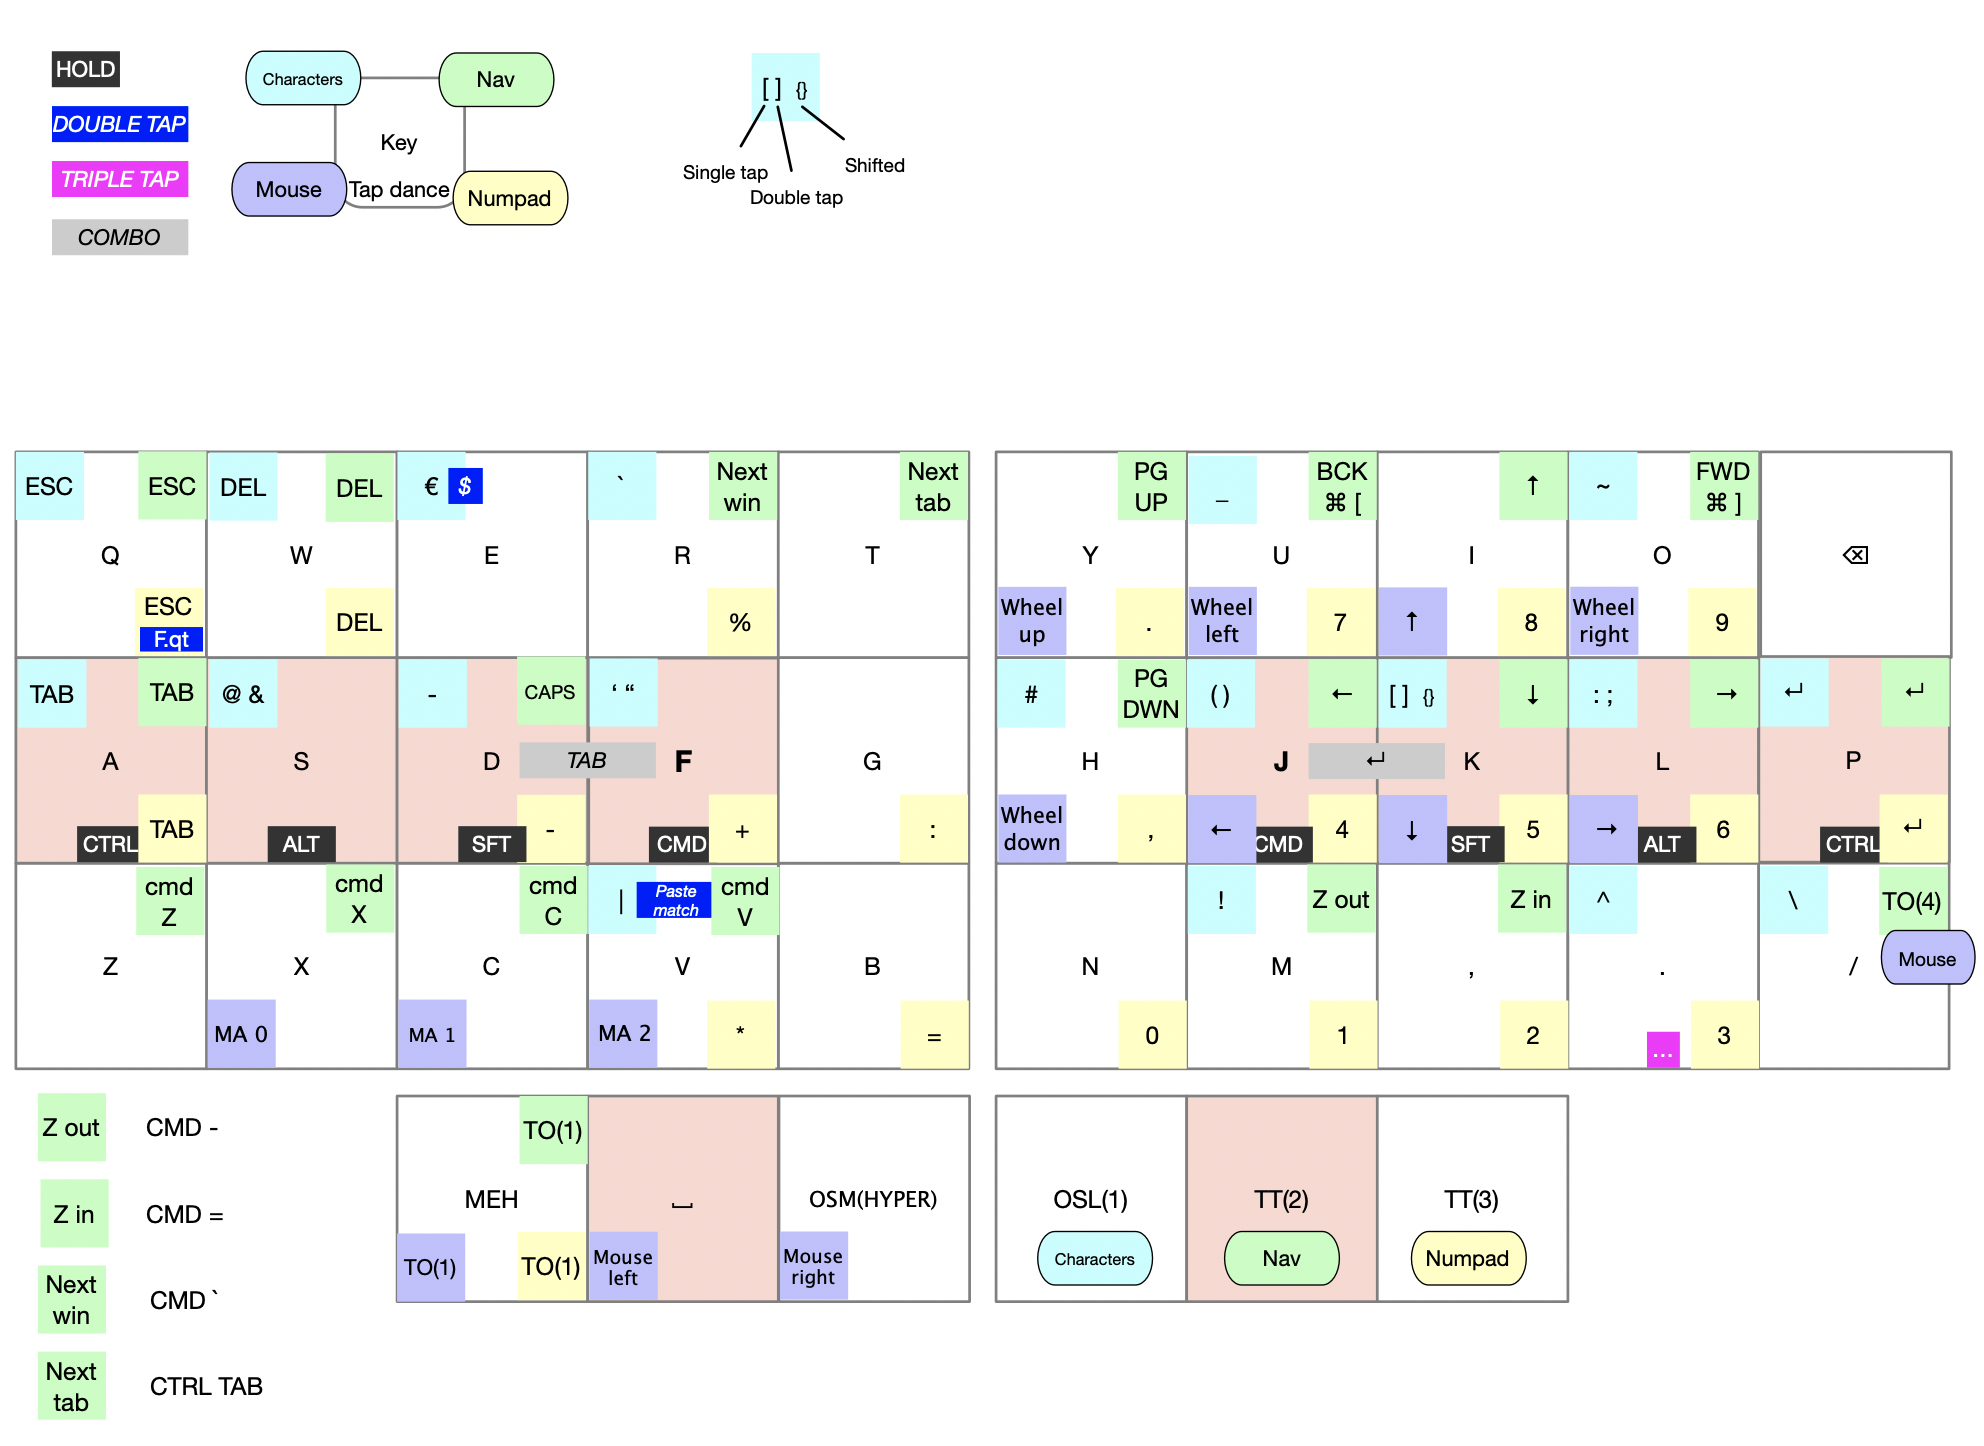 HOLD
DOUBLE TAP
TRIPLE TAP
COMBO
Characters
Nav
Key
Mouse
Tap dance
Numpad
[ ] {}
Single tap
Double tap
Shifted
ESC ESC
Q
ESC
F.qt
DEL DEL
W
DEL
€ $
E
` Next
win
R
%
Next
tab
T
PG
UP
Y
Wheel
up
.
_ BCK
⌘ [
U
Wheel
left
7
↑
I
↑ 8
~ FWD
⌘ ]
O
Wheel
right
9
⌫
TAB TAB
A
CTRL TAB
@ &
S
ALT
- CAPS
D
SFT -
TAB
‘ “
F
CMD +
G
:
# PG
DWN
H
Wheel
down
,
( ) ←
J
← CMD 4
↵
[ ] {} ↓
K
↓ SFT 5
: ; →
L
→ ALT 6
↵ ↵
P
CTRL ↵
cmd
Z
Z
cmd
X
X
MA 0
cmd
C
C
MA 1
| Paste
match
cmd
V
V
MA 2 *
B
=
N
0
! Z out
M
1
Z in
,
2
^
.
... 3
\ TO(4)
Mouse
/
Z out CMD -
Z in CMD =
Next
win
CMD `
Next
tab
CTRL TAB
TO(1)
MEH
TO(1) TO(1)
⎵
Mouse
left
OSM(HYPER)
Mouse
right
OSL(1)
Characters
TT(2)
Nav
TT(3)
Numpad